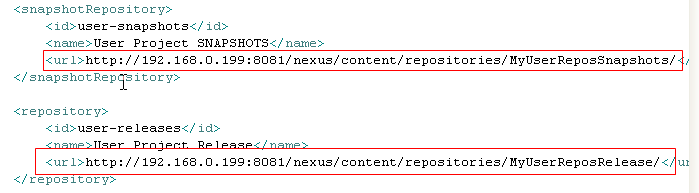 <snapshotRepository>
<id>user-snapshots</id>
<name>User Project SNAPSHOTS</name>
<url>http://192.168.0.199:8081/nexus/content/repositories/MyUserReposSnapshots/</
</snapshotRepository>
<repository>
<id>user-releases</id>
<name>User Project Release</name>
<url>http://192.168.0.199:8081/nexus/content/repositories/MyUserReposRelease/</ur
</repository>